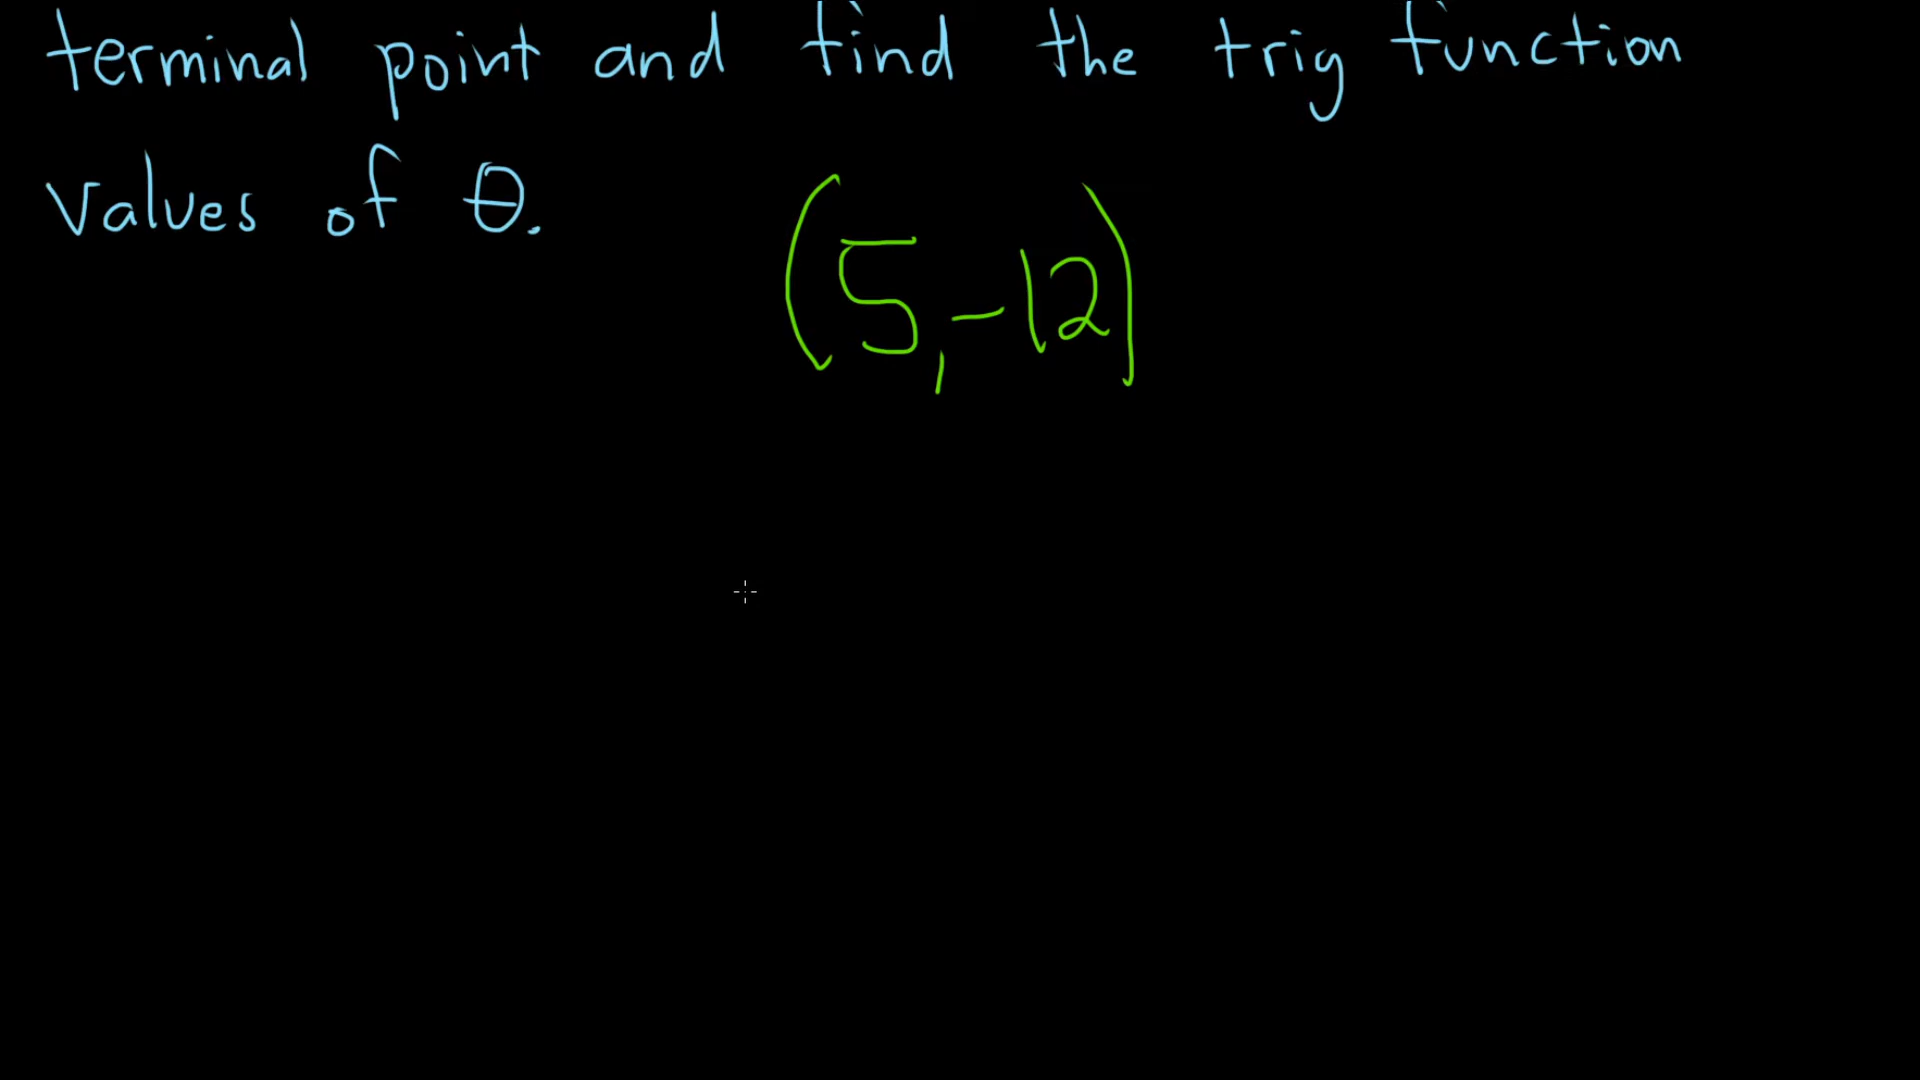 terminal point and find the trig function
values of θ.
(5,-12)